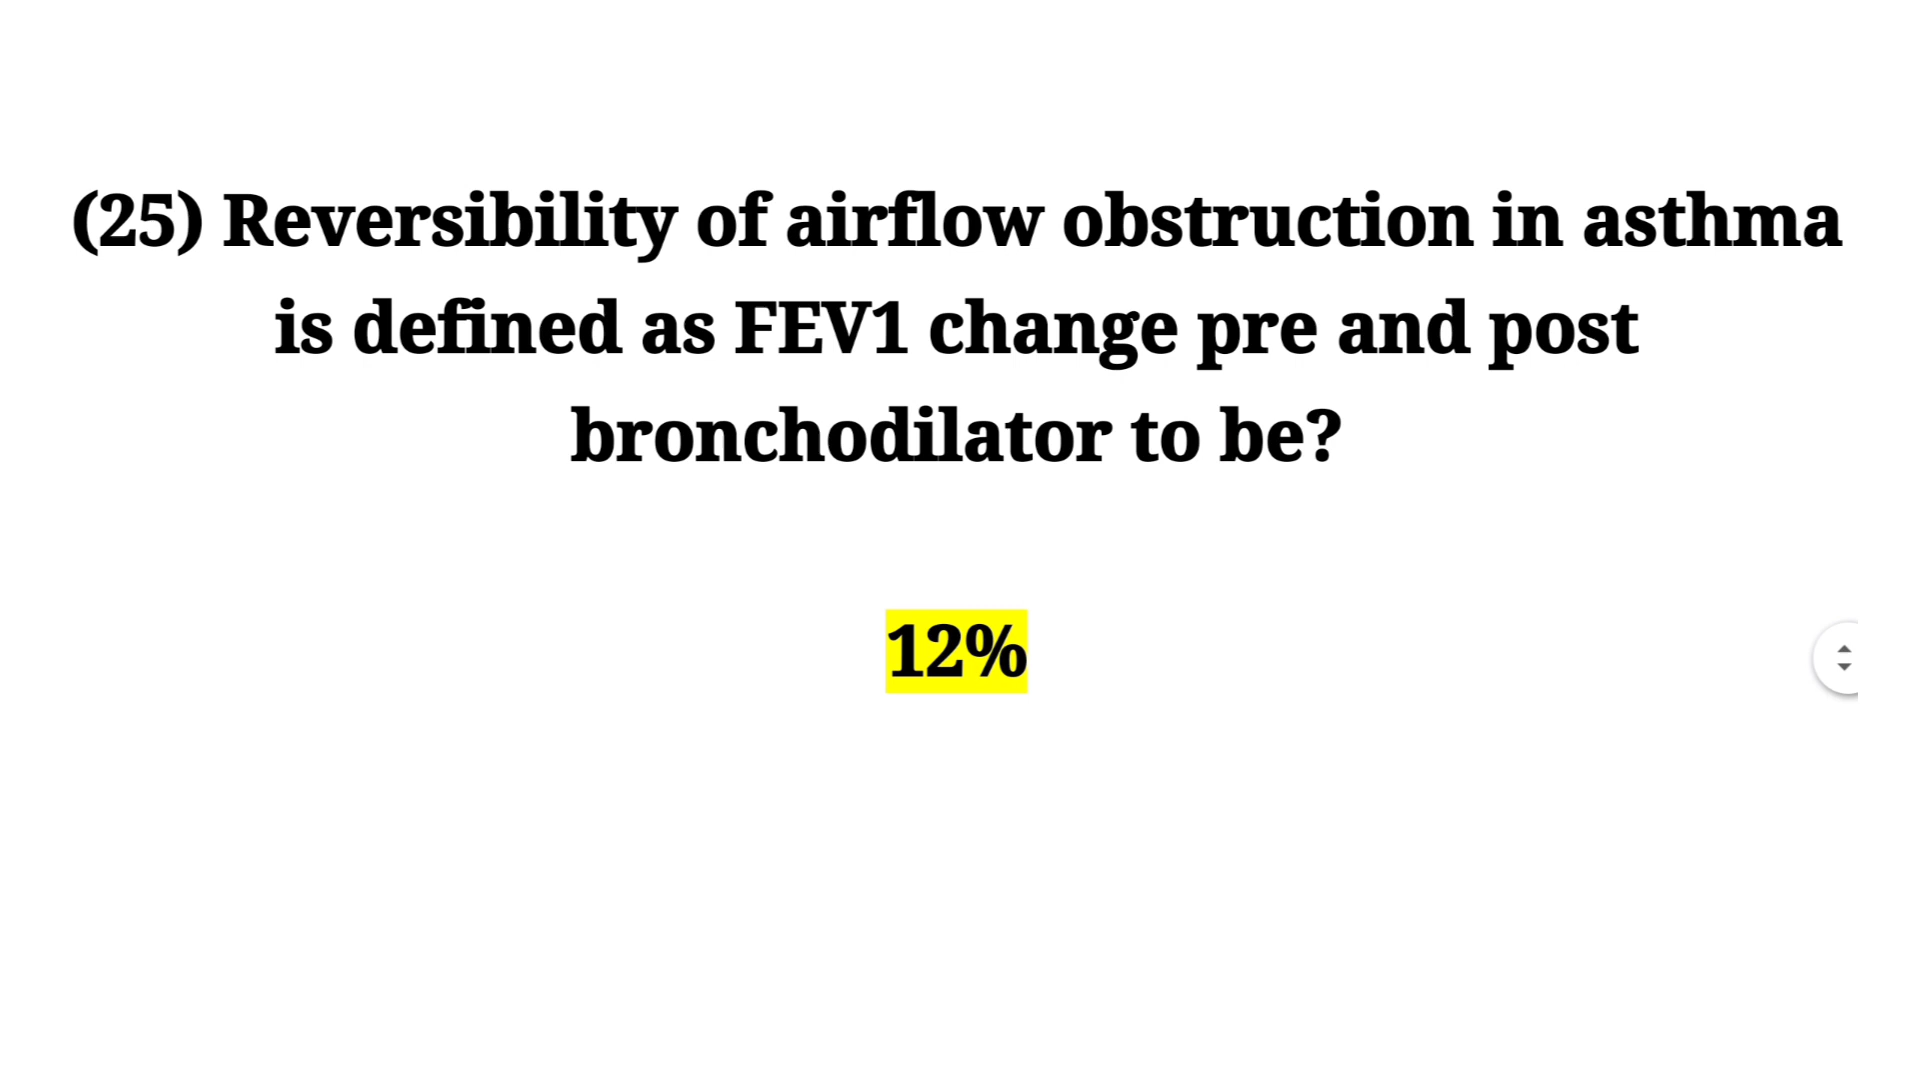 (25) Reversibility of airflow obstruction in asthma
is defined as FEV1 change pre and post
bronchodilator to be?
12%